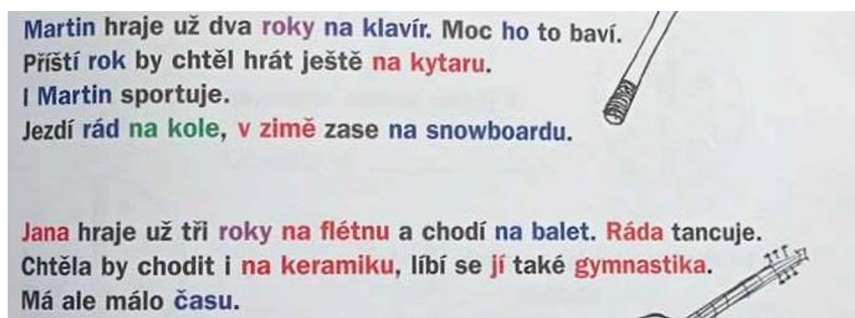 Martin hraje už dva roky na klavír. Moc ho to baví.
Příští rok by chtěl hrát ještě na kytaru.
I Martin sportuje.
Jezdí rád na kole, v zimě zase na snowboardu.
Jana hraje už tři roky na flétnu a chodí na balet. Ráda tancuje.
Chtěla by chodit i na keramiku, líbí se jí také gymnastika.
Má ale málo času.